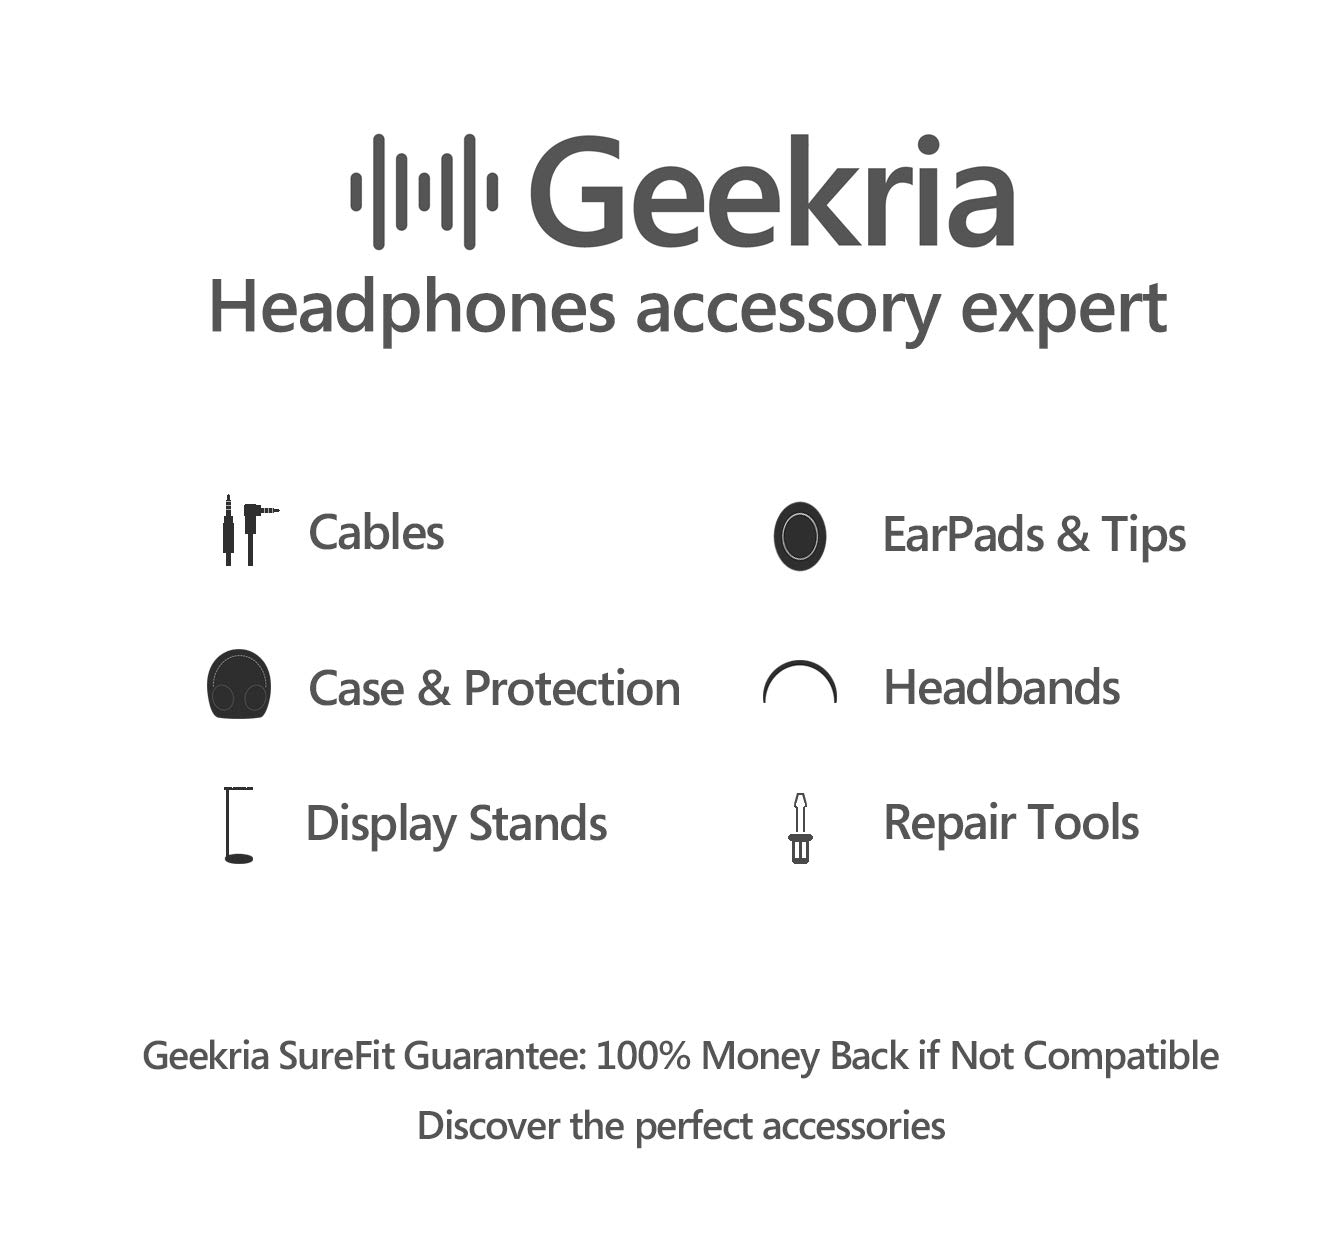 Geekria
Headphones accessory expert
Cables
EarPads & Tips
Case & Protection
Headbands
Display Stands
Repair Tools
Geekria SureFit Guarantee: 100% Money Back if Not Compatible
Discover the perfect accessories